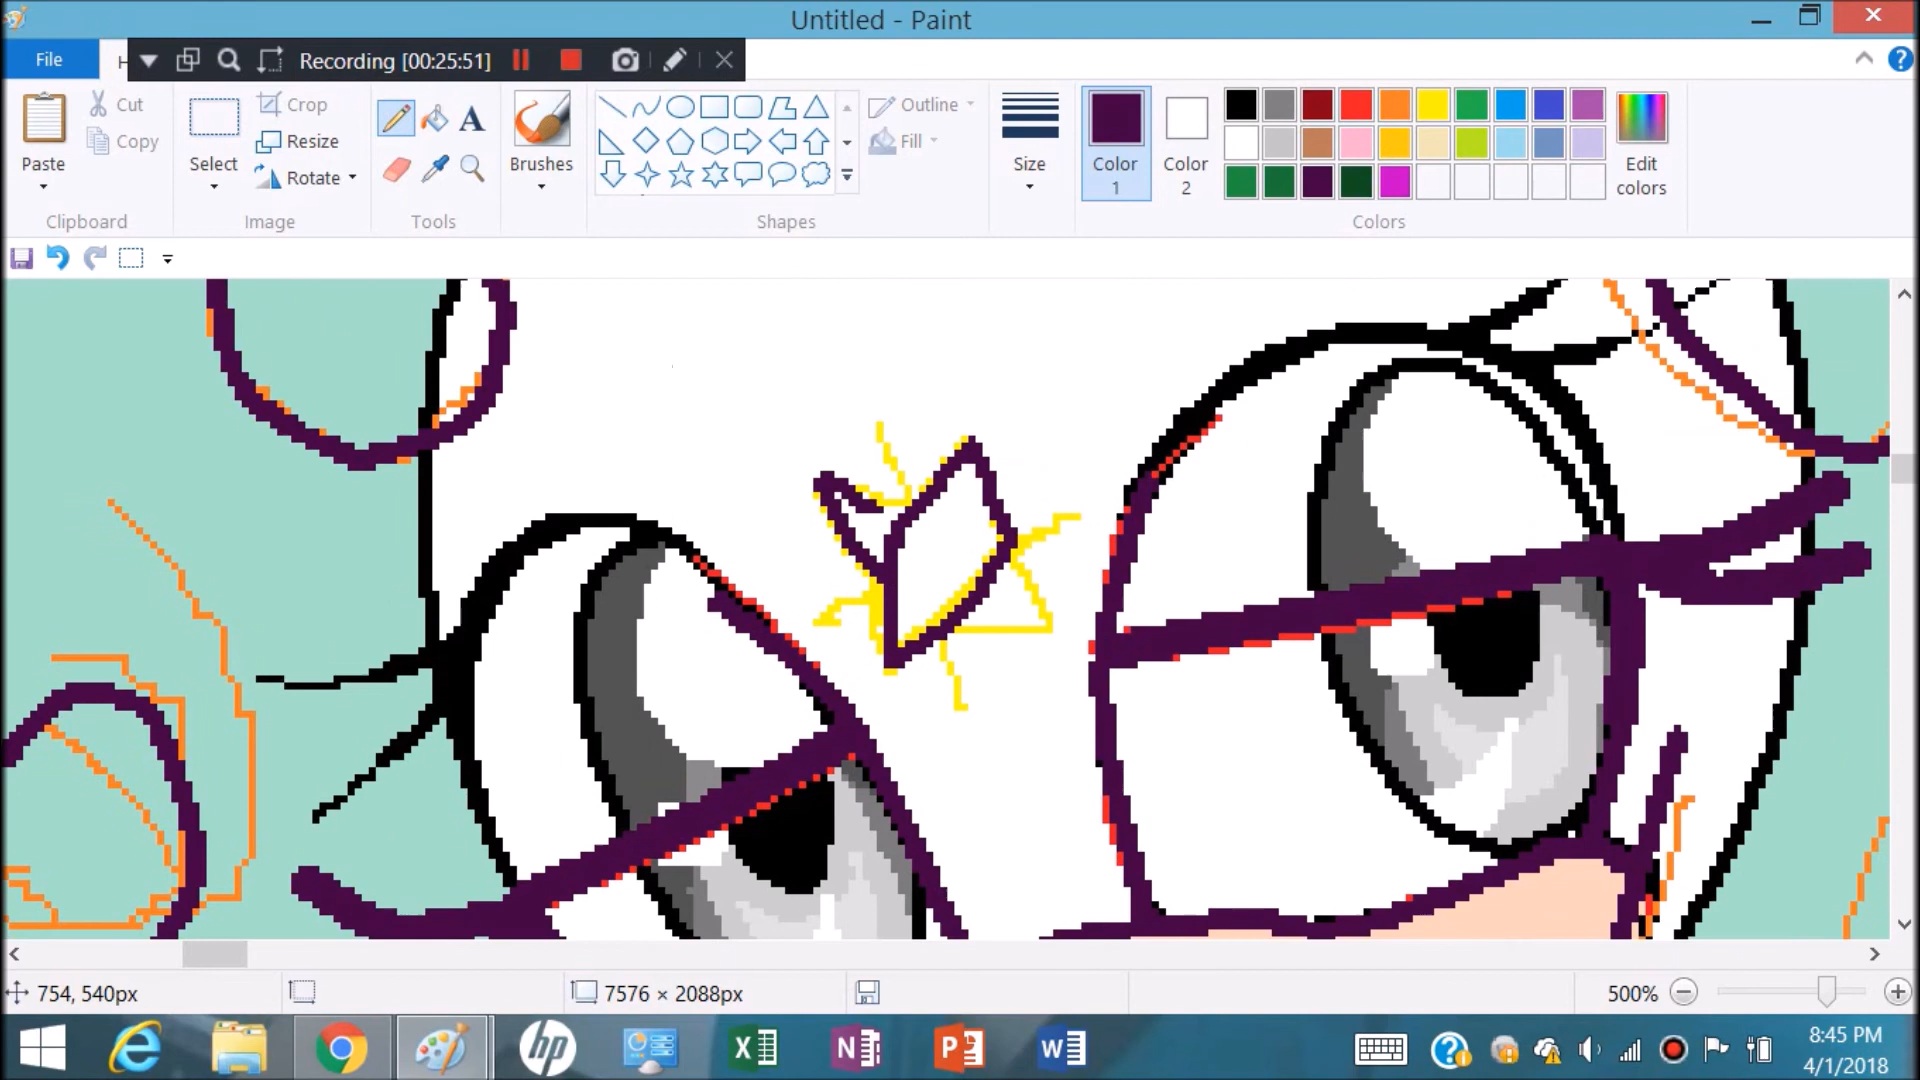 Untitled - Paint
File
H
Recording [00:25:51]
Paste
Cut
Copy
Clipboard
Select
Crop
Resize
Rotate
Image
A
Tools
Brushes
Outline
Fill
Shapes
Size
Color 1
Color 2
Edit colors
Colors
754, 540px
7576 × 2088px
500%
hp
X
N
P
W
8:45 PM
4/1/2018